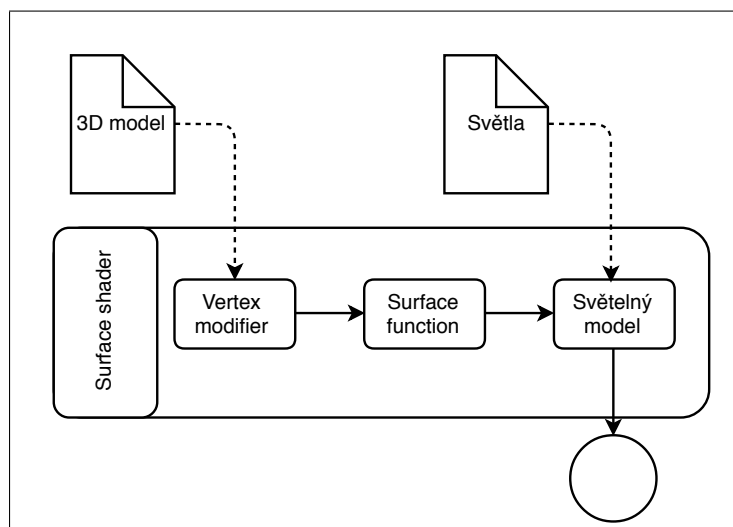 3D model
Světla
Surface shader
Vertex
modifier
Surface
function
Světelný
model